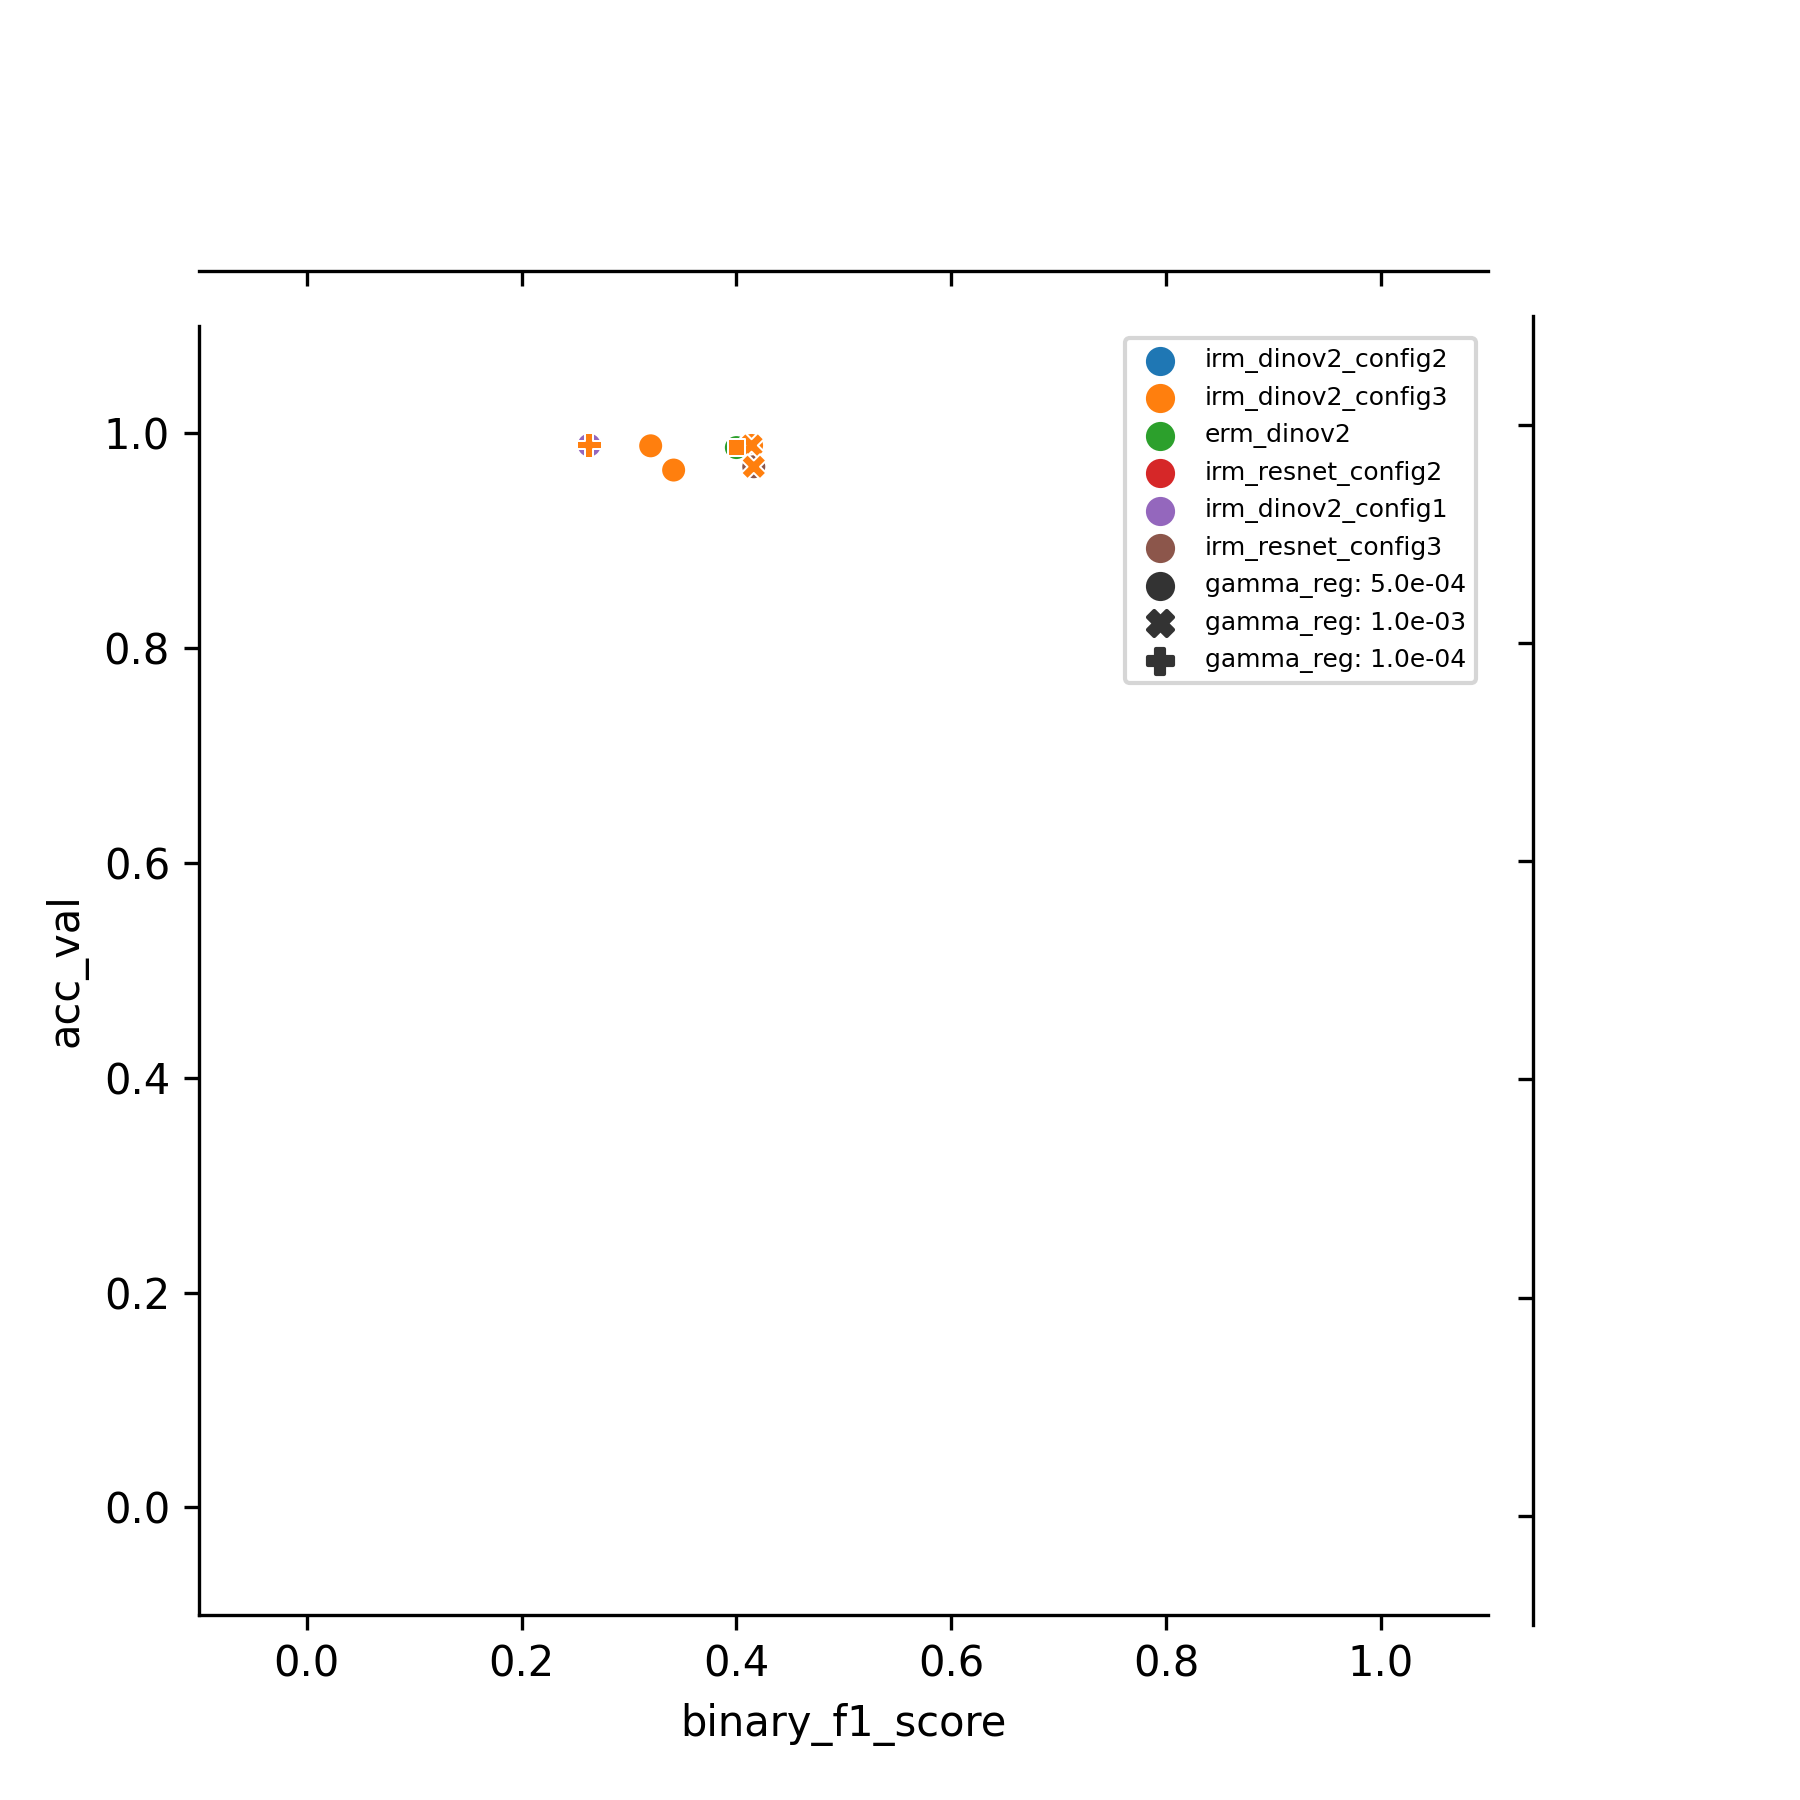 irm_dinov2_config2
irm_dinov2_config3
erm_dinov2
irm_resnet_config2
irm_dinov2_config1
irm_resnet_config3
gamma_reg: 5.0e-04
gamma_reg: 1.0e-03
gamma_reg: 1.0e-04
1.0
0.8
0.6
0.4
0.2
0.0
acc_val
0.0 0.2 0.4 0.6 0.8 1.0
binary_f1_score